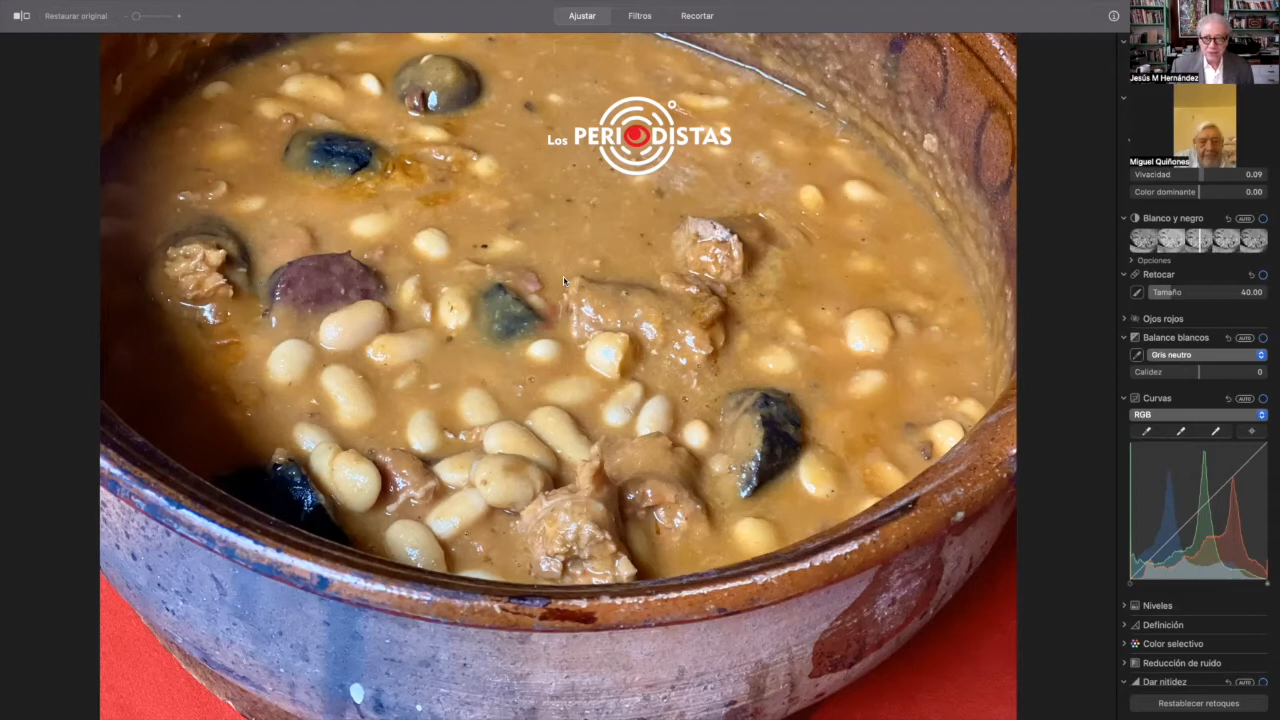 Restaurar original
Ajustar
Filtros
Recortar
Jesús M Hernández
Los PERIODISTAS
Miguel Quiñones
Vivacidad 0.09
Color dominante 0.00
Blanco y negro AUTO
Opciones
Retocar
Tamaño 40.00
Ojos rojos
Balance blancos AUTO
Gris neutro
Calidez 0
Curvas AUTO
RGB
Niveles
Definición
Color selectivo
Reducción de ruido
Dar nitidez AUTO
Restablecer retoques